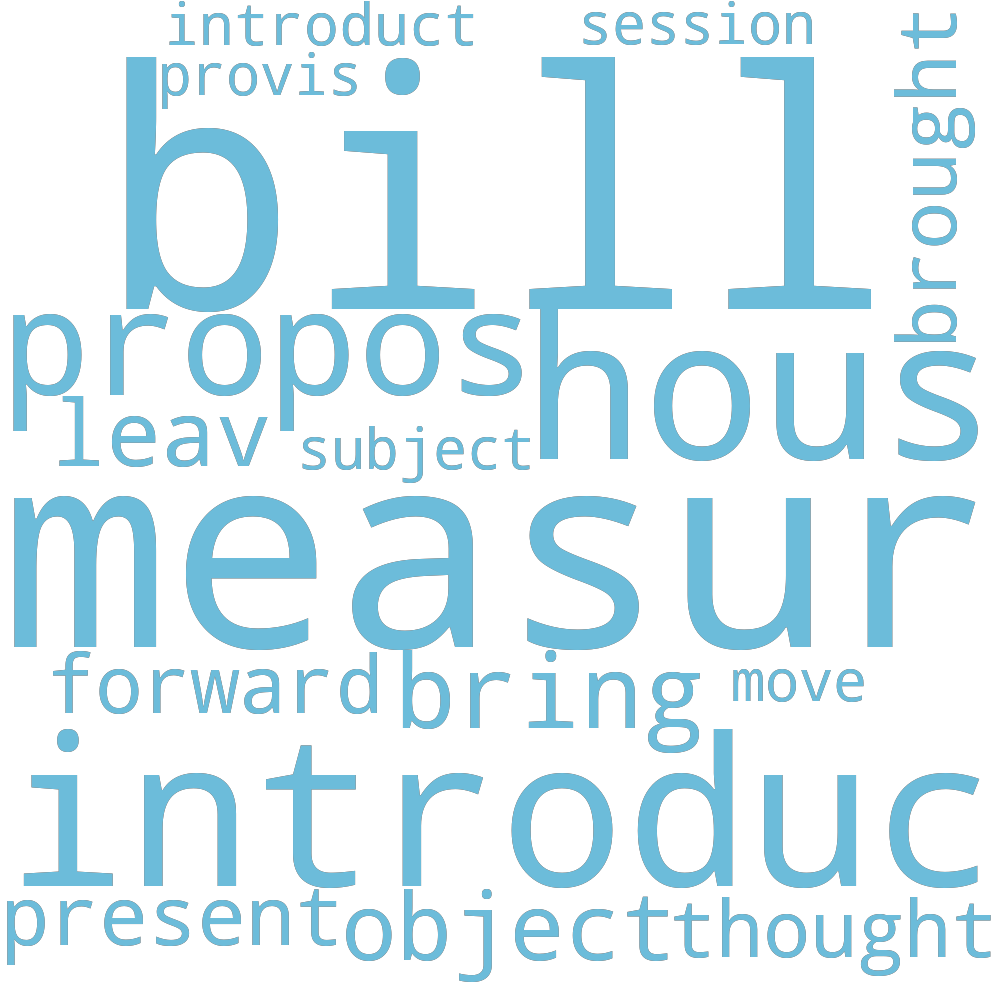 introduct session
provis
brought
bill
propos hous
leav subject
measur
forward bring move
introduc
present object thought